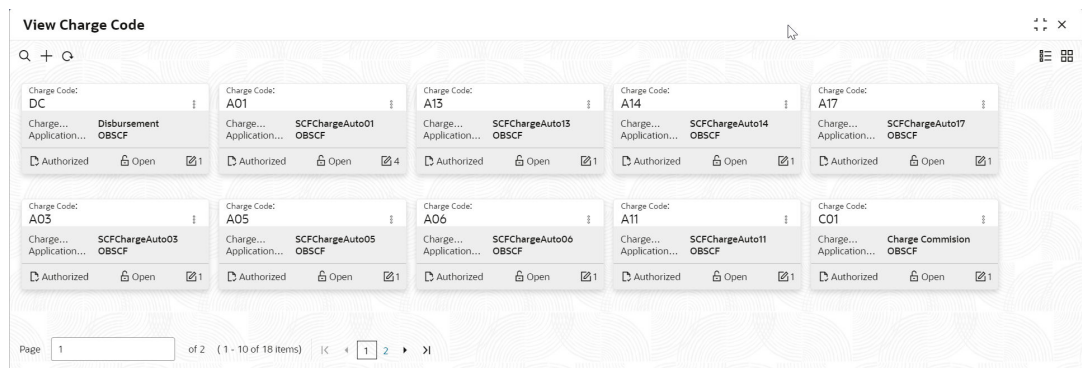 View Charge Code
Charge Code:
DC
Charge... Disbursement
Application... OBSCF
Authorized Open 1
Charge Code:
A01
Charge... SCFChargeAuto01
Application... OBSCF
Authorized Open 4
Charge Code:
A13
Charge... SCFChargeAuto13
Application... OBSCF
Authorized Open 1
Charge Code:
A14
Charge... SCFChargeAuto14
Application... OBSCF
Authorized Open 1
Charge Code:
A17
Charge... SCFChargeAuto17
Application... OBSCF
Authorized Open 1
Charge Code:
A03
Charge... SCFChargeAuto03
Application... OBSCF
Authorized Open 1
Charge Code:
A05
Charge... SCFChargeAuto05
Application... OBSCF
Authorized Open 1
Charge Code:
A06
Charge... SCFChargeAuto06
Application... OBSCF
Authorized Open 1
Charge Code:
A11
Charge... SCFChargeAuto11
Application... OBSCF
Authorized Open 1
Charge Code:
C01
Charge... Charge Commision
Application... OBSCF
Authorized Open 1
Page 1 of 2 ( 1 - 10 of 18 items) 1 2